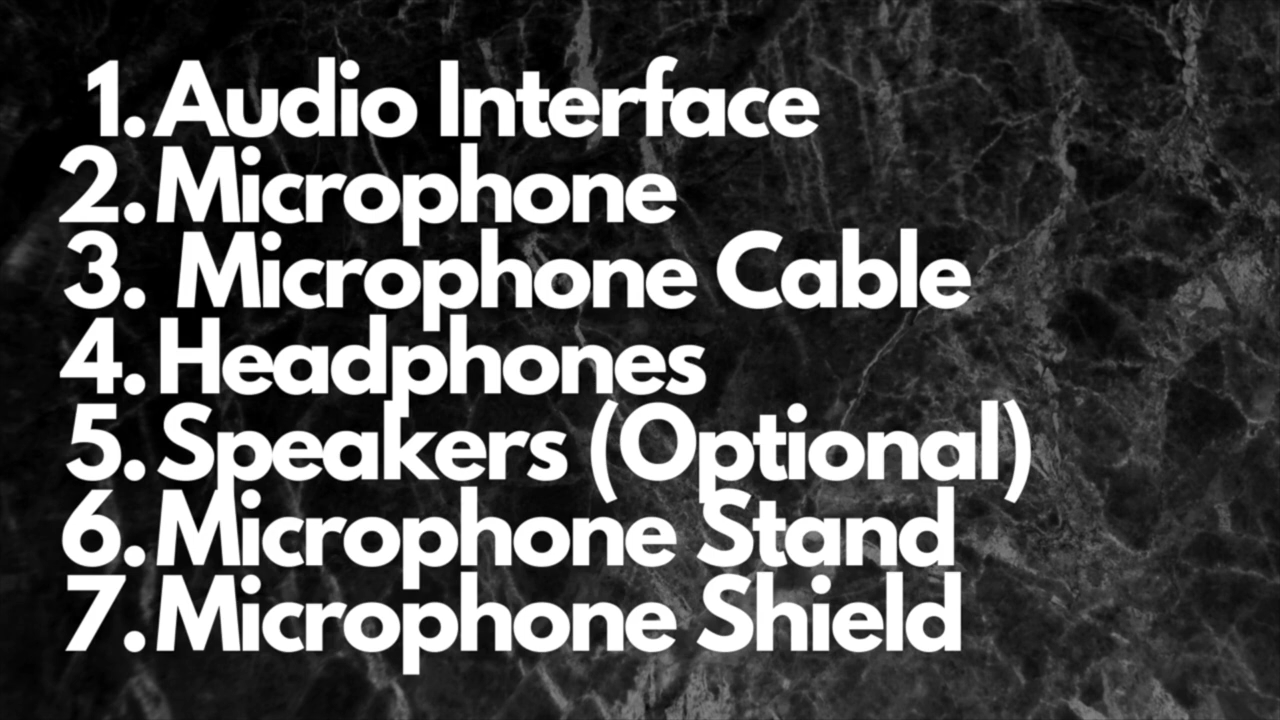 1. Audio Interface
2. Microphone
3. Microphone Cable
4. Headphones
5. Speakers (Optional)
6. Microphone Stand
7. Microphone Shield